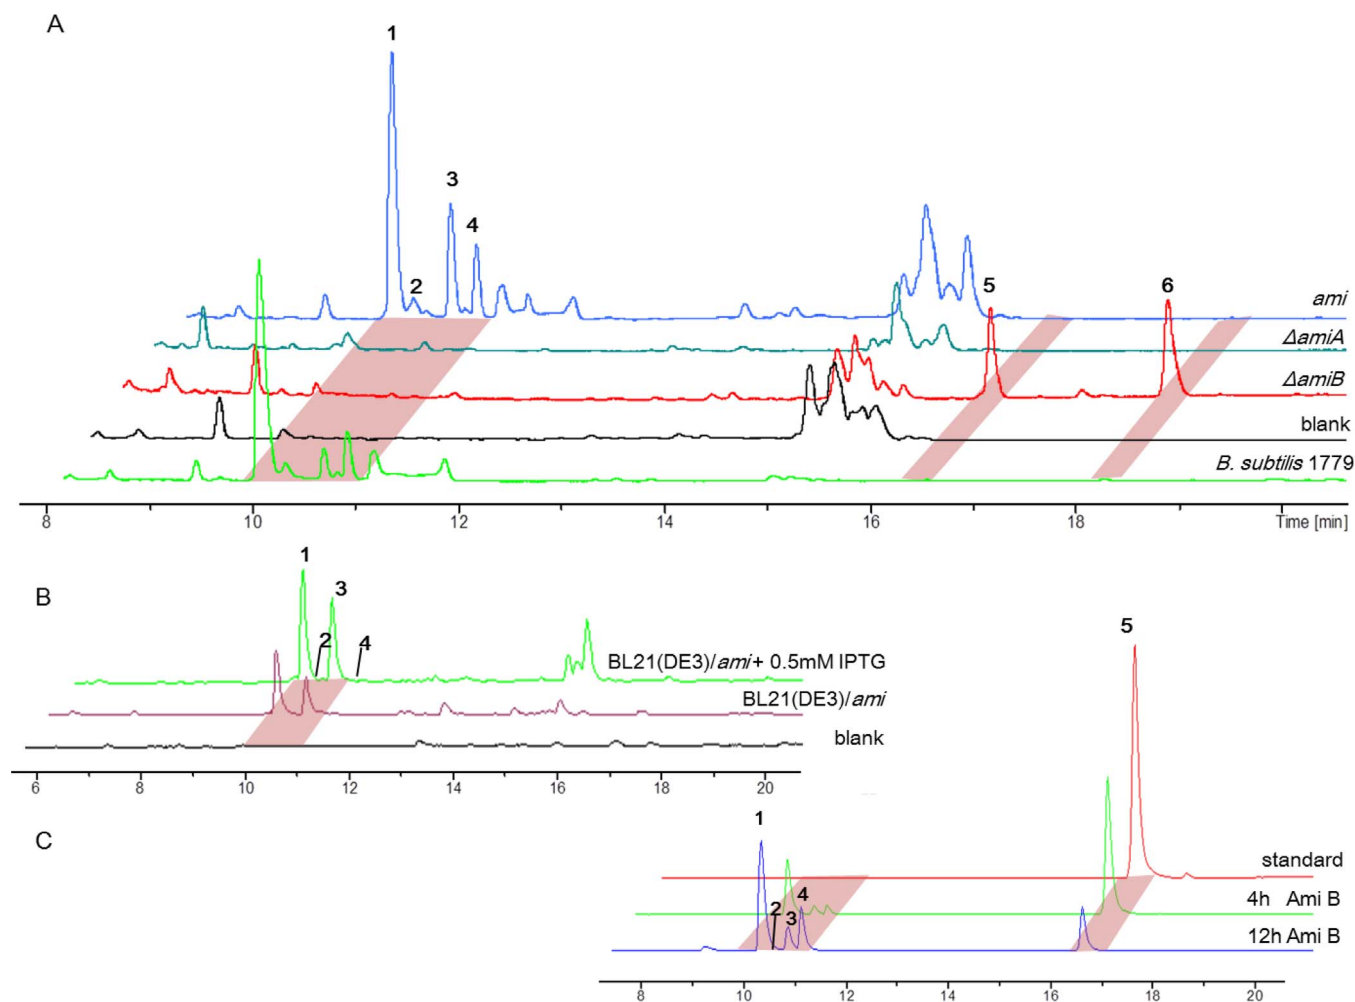 A
1
2
3
4
5
6
ami
ΔamiA
ΔamiB
blank
B. subtilis 1779
8 10 12 14 16 18 Time [min]
B
1
2
3
4
BL21(DE3)/ami + 0.5mM IPTG
BL21(DE3)/ami
blank
6 8 10 12 14 16 18 20
C
1
2
3
4
5
standard
4h Ami B
12h Ami B
8 10 12 14 16 18 20